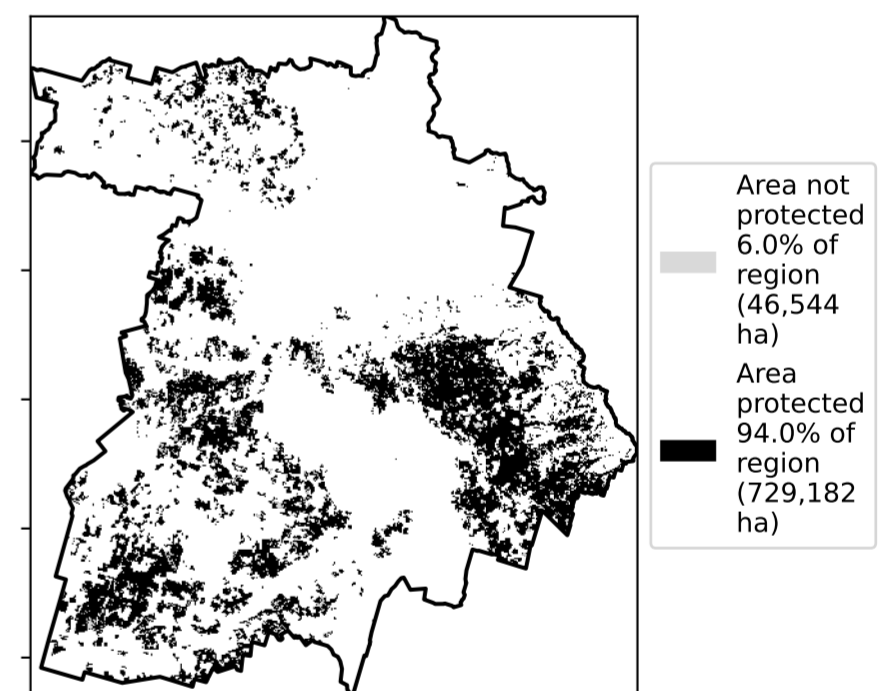 Area not
protected
6.0% of
region
(46,544
ha)
Area
protected
94.0% of
region
(729,182
ha)